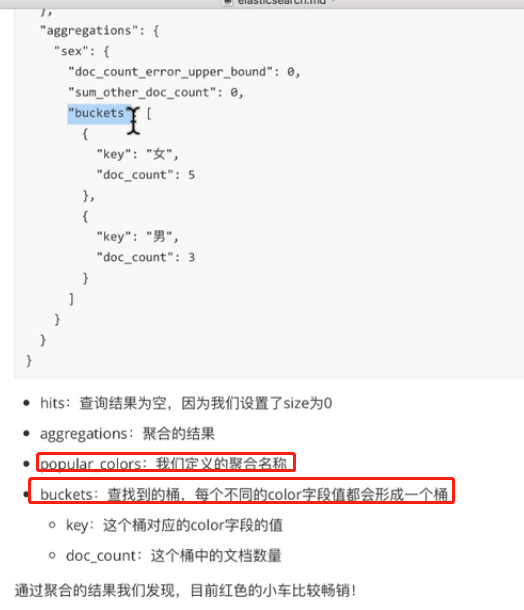 elasticsearch.md
},
"aggregations": {
"sex": {
"doc_count_error_upper_bound": 0,
"sum_other_doc_count": 0,
"buckets": [
{
"key": "女",
"doc_count": 5
},
{
"key": "男",
"doc_count": 3
}
]
}
}
}
hits：查询结果为空，因为我们设置了size为0
aggregations：聚合的结果
popular_colors：我们定义的聚合名称
buckets：查找到的桶，每个不同的color字段值都会形成一个桶
key：这个桶对应的color字段的值
doc_count：这个桶中的文档数量
通过聚合的结果我们发现，目前红色的小车比较畅销！